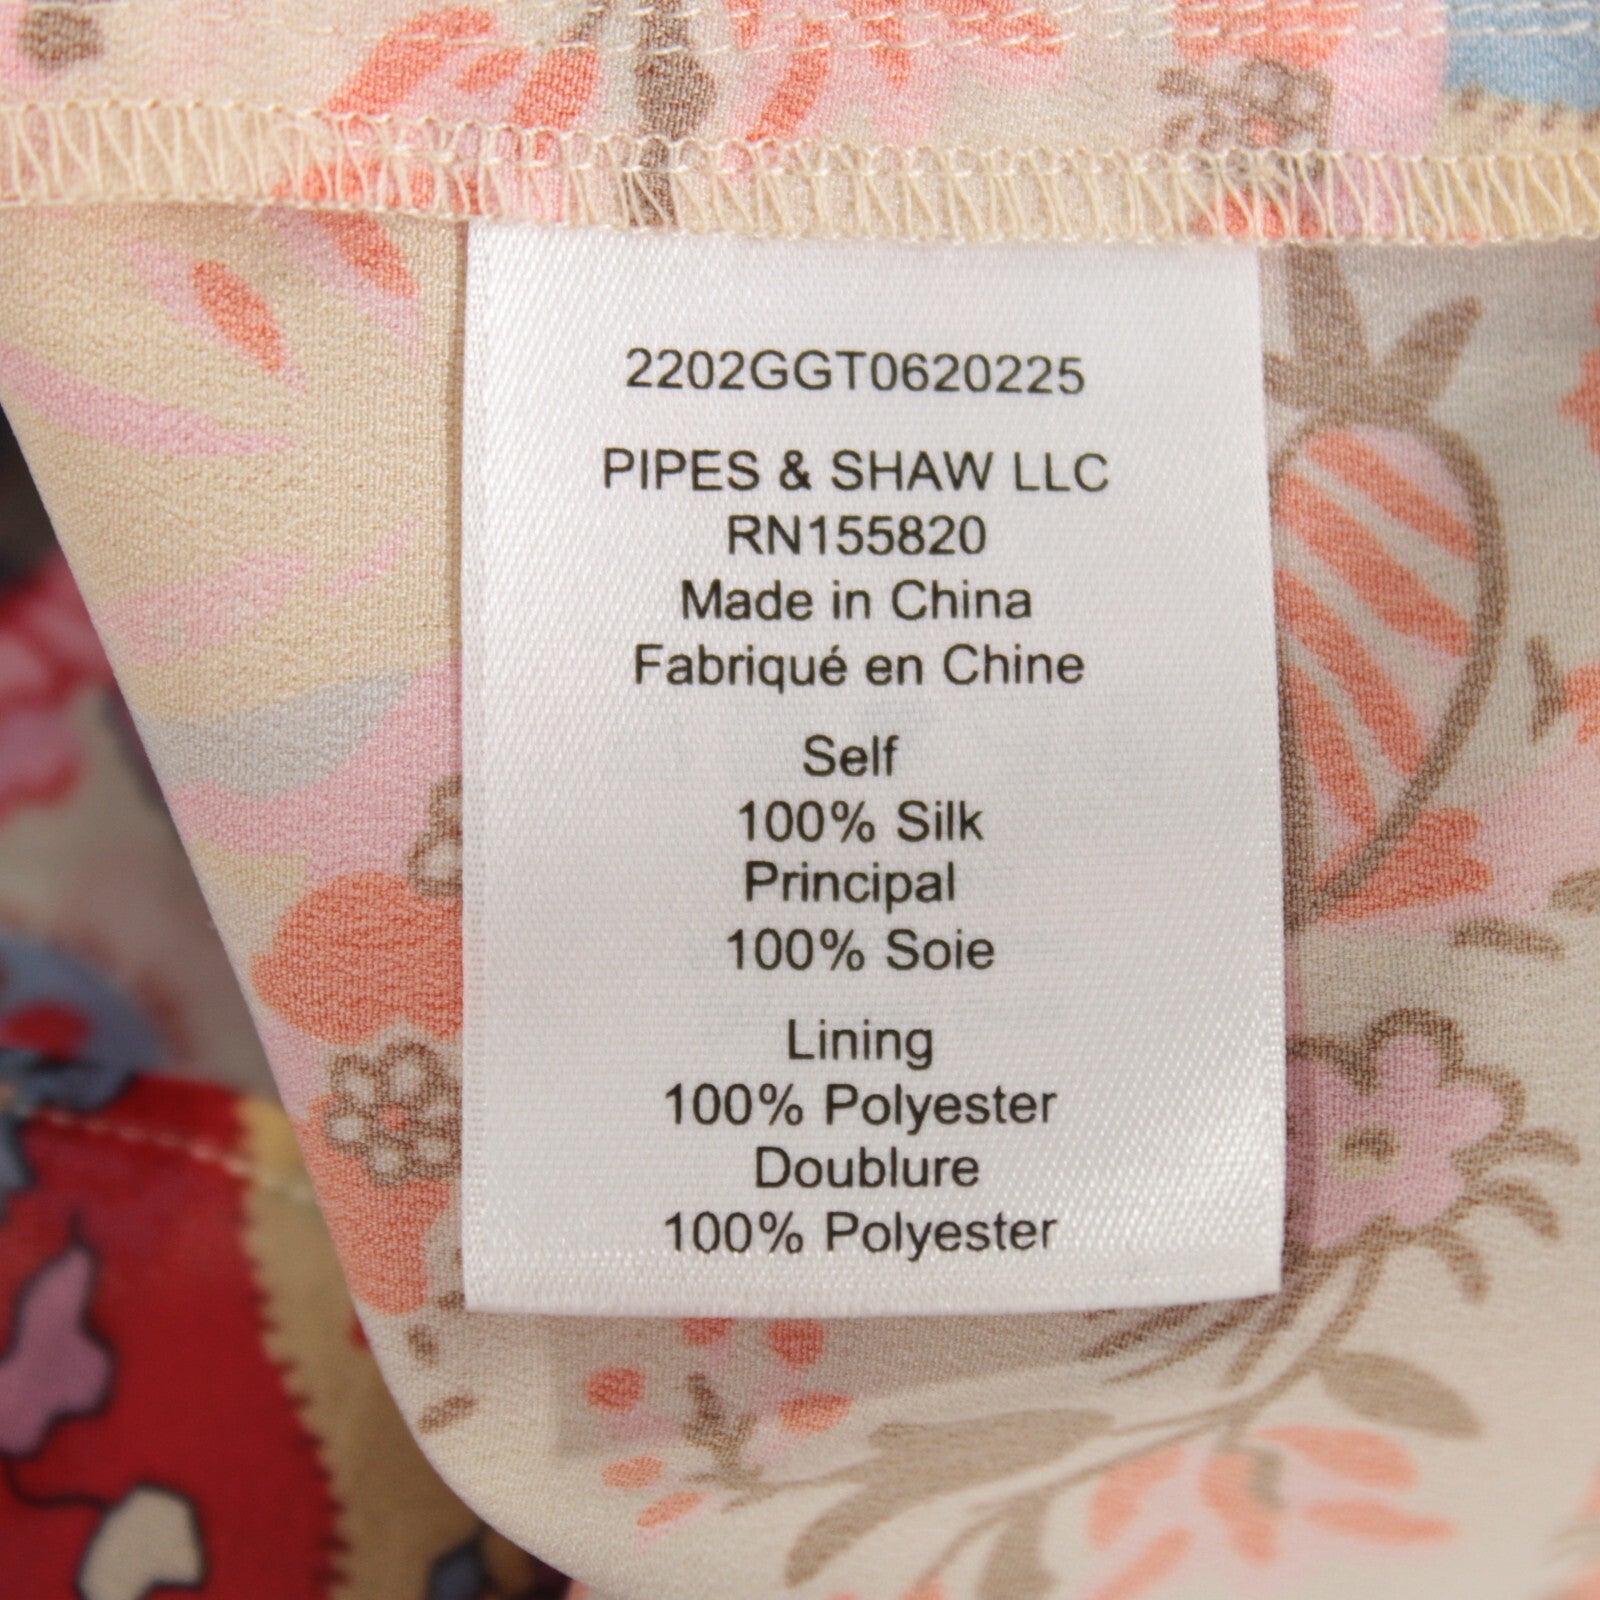 2202GGT0620225
PIPES & SHAW LLC
RN155820
Made in China
Fabriqué en Chine
Self
100% Silk
Principal
100% Soie
Lining
100% Polyester
Doublure
100% Polyester